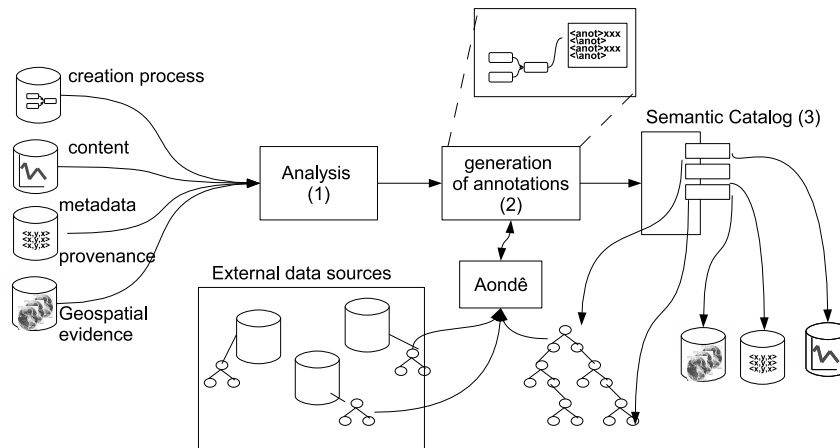 creation process
content
metadata
<x,y,x>
<x,y,x>
<x,y,x>
provenance
Geospatial
evidence
Analysis
(1)
<anot>xxx
<\anot>
<anot>xxx
<\anot>
generation
of annotations
(2)
Semantic Catalog (3)
Aondê
External data sources
<x,y,x>
<x,y,x>
<x,y,x>